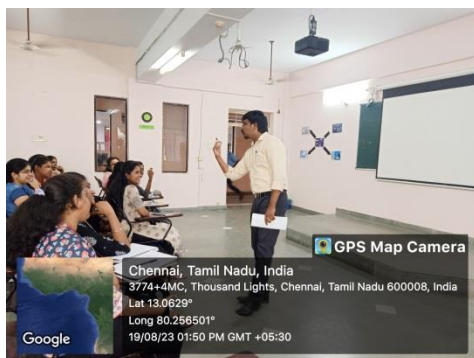 GPS Map Camera
Chennai, Tamil Nadu, India
3774+4MC, Thousand Lights, Chennai, Tamil Nadu 600008, India
Lat 13.0629°
Long 80.256501°
19/08/23 01:50 PM GMT +05:30
Google